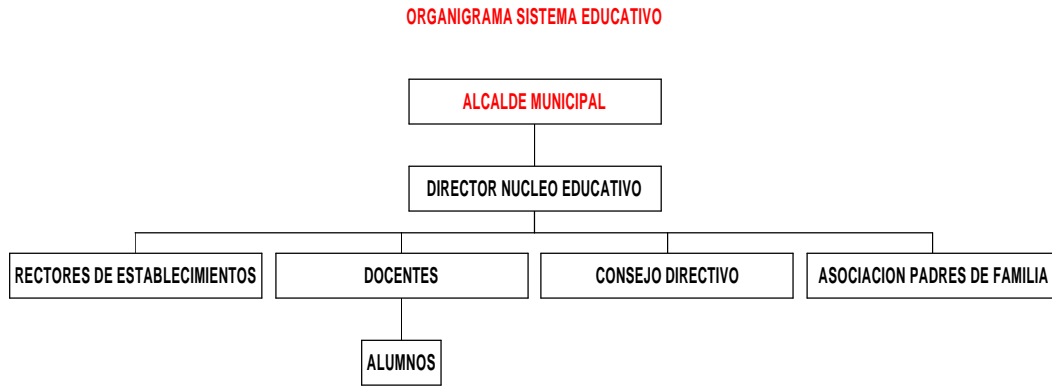 ORGANIGRAMA SISTEMA EDUCATIVO
ALCALDE MUNICIPAL
DIRECTOR NUCLEO EDUCATIVO
RECTORES DE ESTABLECIMIENTOS
DOCENTES
CONSEJO DIRECTIVO
ASOCIACION PADRES DE FAMILIA
ALUMNOS